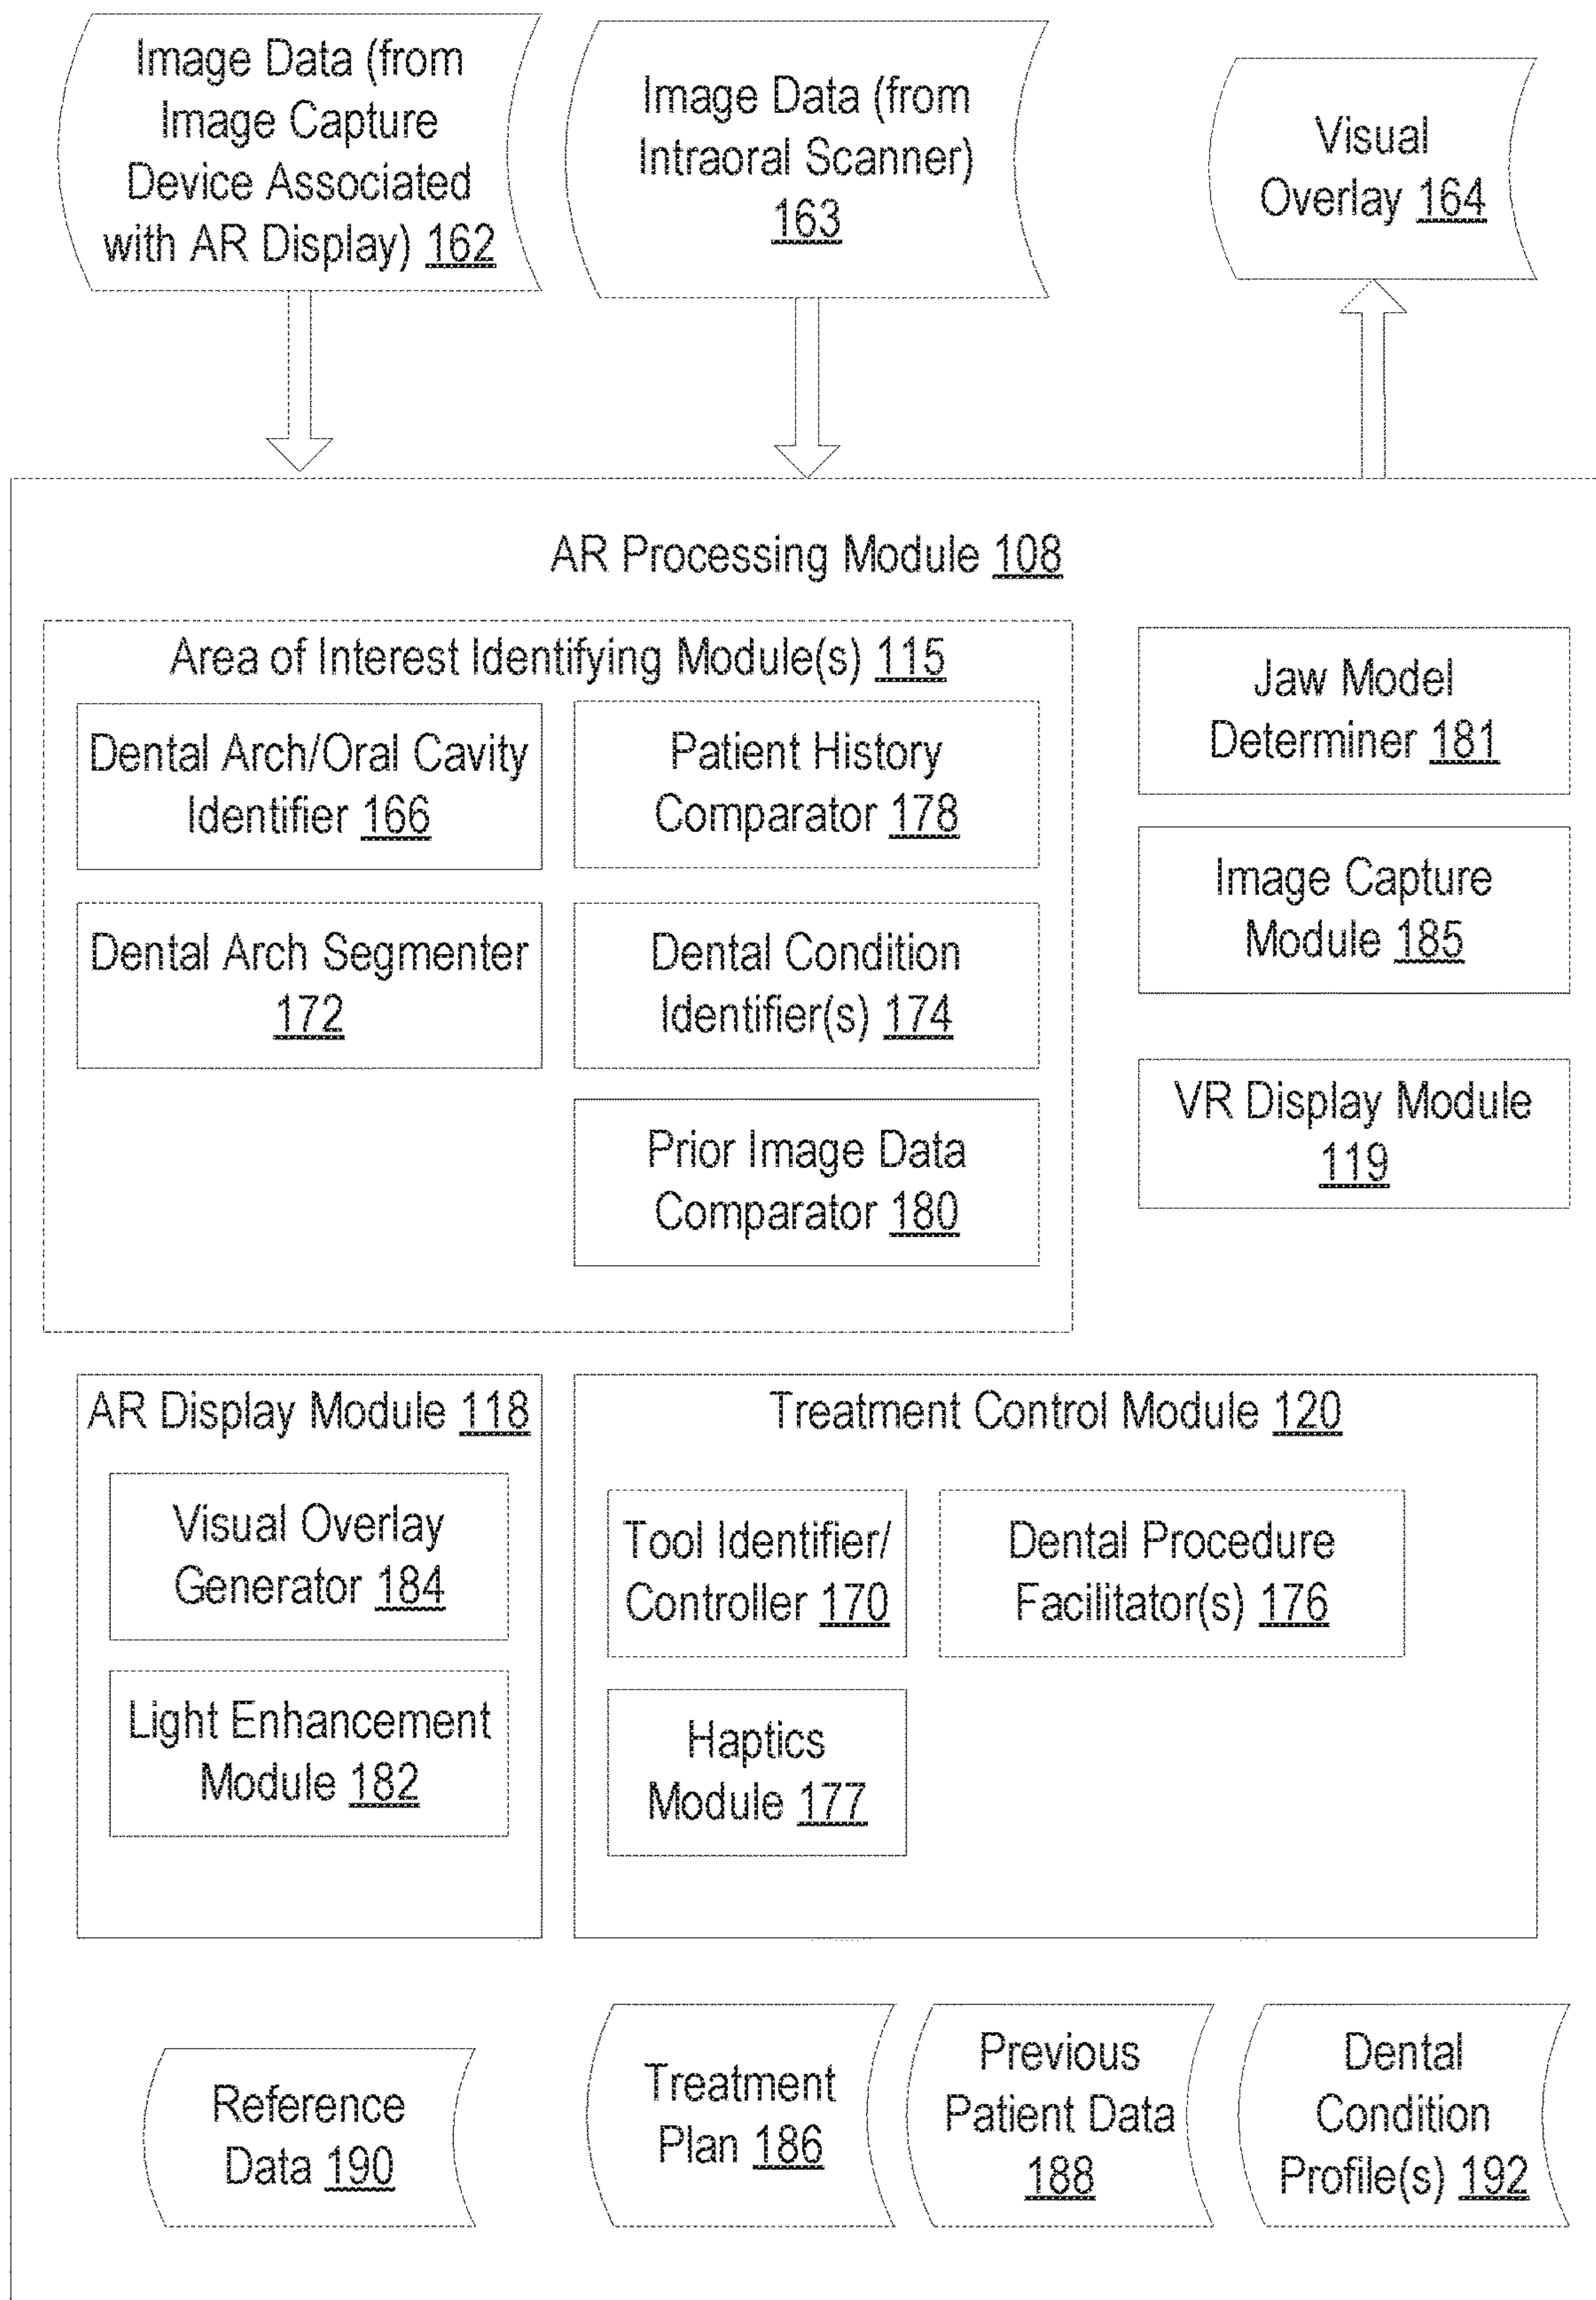 Image Data (from
Image Capture
Device Associated
with AR Display) 162
Image Data (from
Intraoral Scanner)
163
Visual
Overlay 164
AR Processing Module 108
Area of Interest Identifying Module(s) 115
Dental Arch/Oral Cavity
Identifier 166
Patient History
Comparator 178
Dental Arch Segmenter
172
Dental Condition
Identifier(s) 174
Prior Image Data
Comparator 180
Jaw Model
Determiner 181
Image Capture
Module 185
VR Display Module
119
AR Display Module 118
Visual Overlay
Generator 184
Light Enhancement
Module 182
Treatment Control Module 120
Tool Identifier/
Controller 170
Dental Procedure
Facilitator(s) 176
Haptics
Module 177
Reference
Data 190
Treatment
Plan 186
Previous
Patient Data
188
Dental
Condition
Profile(s) 192